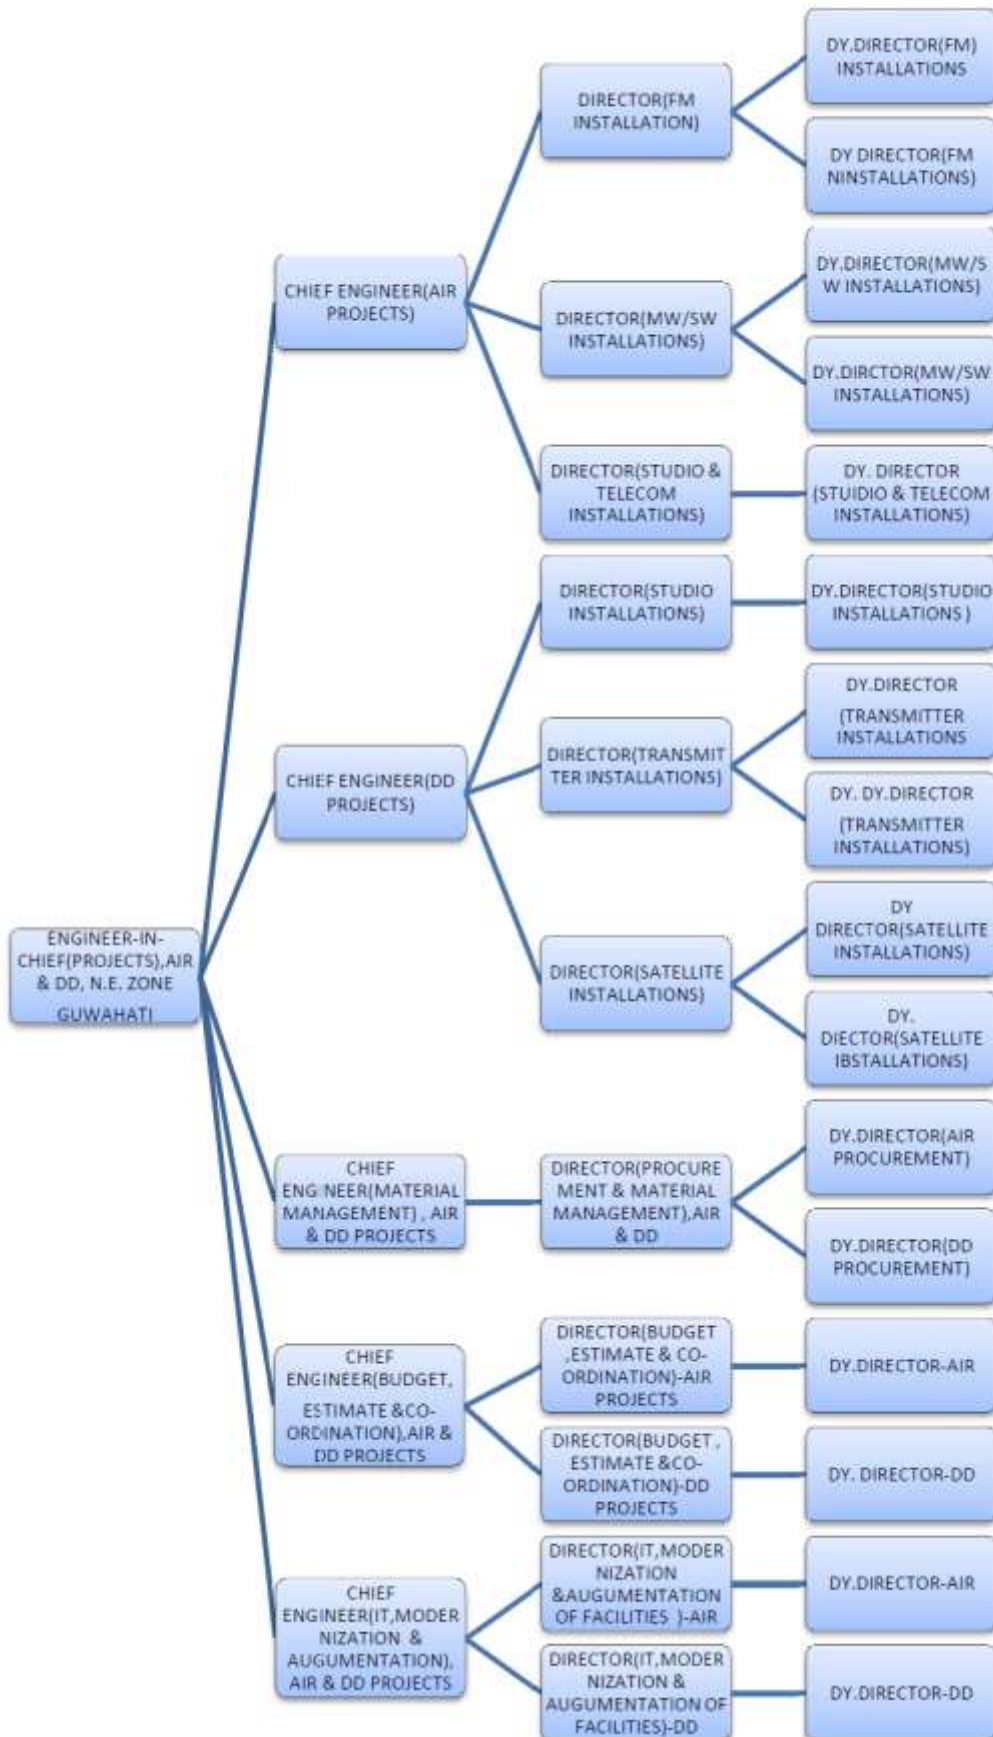 ENGINEER-IN-
CHIEF(PROJECTS),AIR
& DD, N.E. ZONE
GUWAHATI
CHIEF ENGINEER(AIR
PROJECTS)
DIRECTOR(FM
INSTALLATION)
DY.DIRECTOR(FM)
INSTALLATIONS
DY DIRECTOR(FM
NINSTALLATIONS)
DIRECTOR(MW/SW
INSTALLATIONS)
DY.DIRECTOR(MW/S
W INSTALLATIONS)
DY.DIRCTOR(MW/SW
INSTALLATIONS)
DIRECTOR(STUDIO &
TELECOM
INSTALLATIONS)
DY. DIRECTOR
(STUIDIO & TELECOM
INSTALLATIONS)
CHIEF ENGINEER(DD
PROJECTS)
DIRECTOR(STUDIO
INSTALLATIONS)
DY.DIRECTOR(STUDIO
INSTALLATIONS )
DIRECTOR(TRANSMIT
TER INSTALLATIONS)
DY.DIRECTOR
(TRANSMITTER
INSTALLATIONS
DY. DY.DIRECTOR
(TRANSMITTER
INSTALLATIONS)
DIRECTOR(SATELLITE
INSTALLATIONS)
DY
DIRECTOR(SATELLITE
INSTALLATIONS)
DY.
DIECTOR(SATELLITE
IBSTALLATIONS)
CHIEF
ENGINEER(MATERIAL
MANAGEMENT) , AIR
& DD PROJECTS
DIRECTOR(PROCURE
MENT & MATERIAL
MANAGEMENT),AIR
& DD
DY.DIRECTOR(AIR
PROCUREMENT)
DY.DIRECTOR(DD
PROCUREMENT)
CHIEF
ENGINEER(BUDGET,
ESTIMATE &CO-
ORDINATION),AIR &
DD PROJECTS
DIRECTOR(BUDGET
,ESTIMATE & CO-
ORDINATION)-AIR
PROJECTS
DY.DIRECTOR-AIR
DIRECTOR(BUDGET ,
ESTIMATE &CO-
ORDINATION)-DD
PROJECTS
DY. DIRECTOR-DD
CHIEF
ENGINEER(IT,MODER
NIZATION &
AUGUMENTATION),
AIR & DD PROJECTS
DIRECTOR(IT,MODER
NIZATION
&AUGUMENTATION
OF FACILITIES )-AIR
DY.DIRECTOR-AIR
DIRECTOR(IT,MODER
NIZATION &
AUGUMENTATION OF
FACILITIES)-DD
DY.DIRECTOR-DD